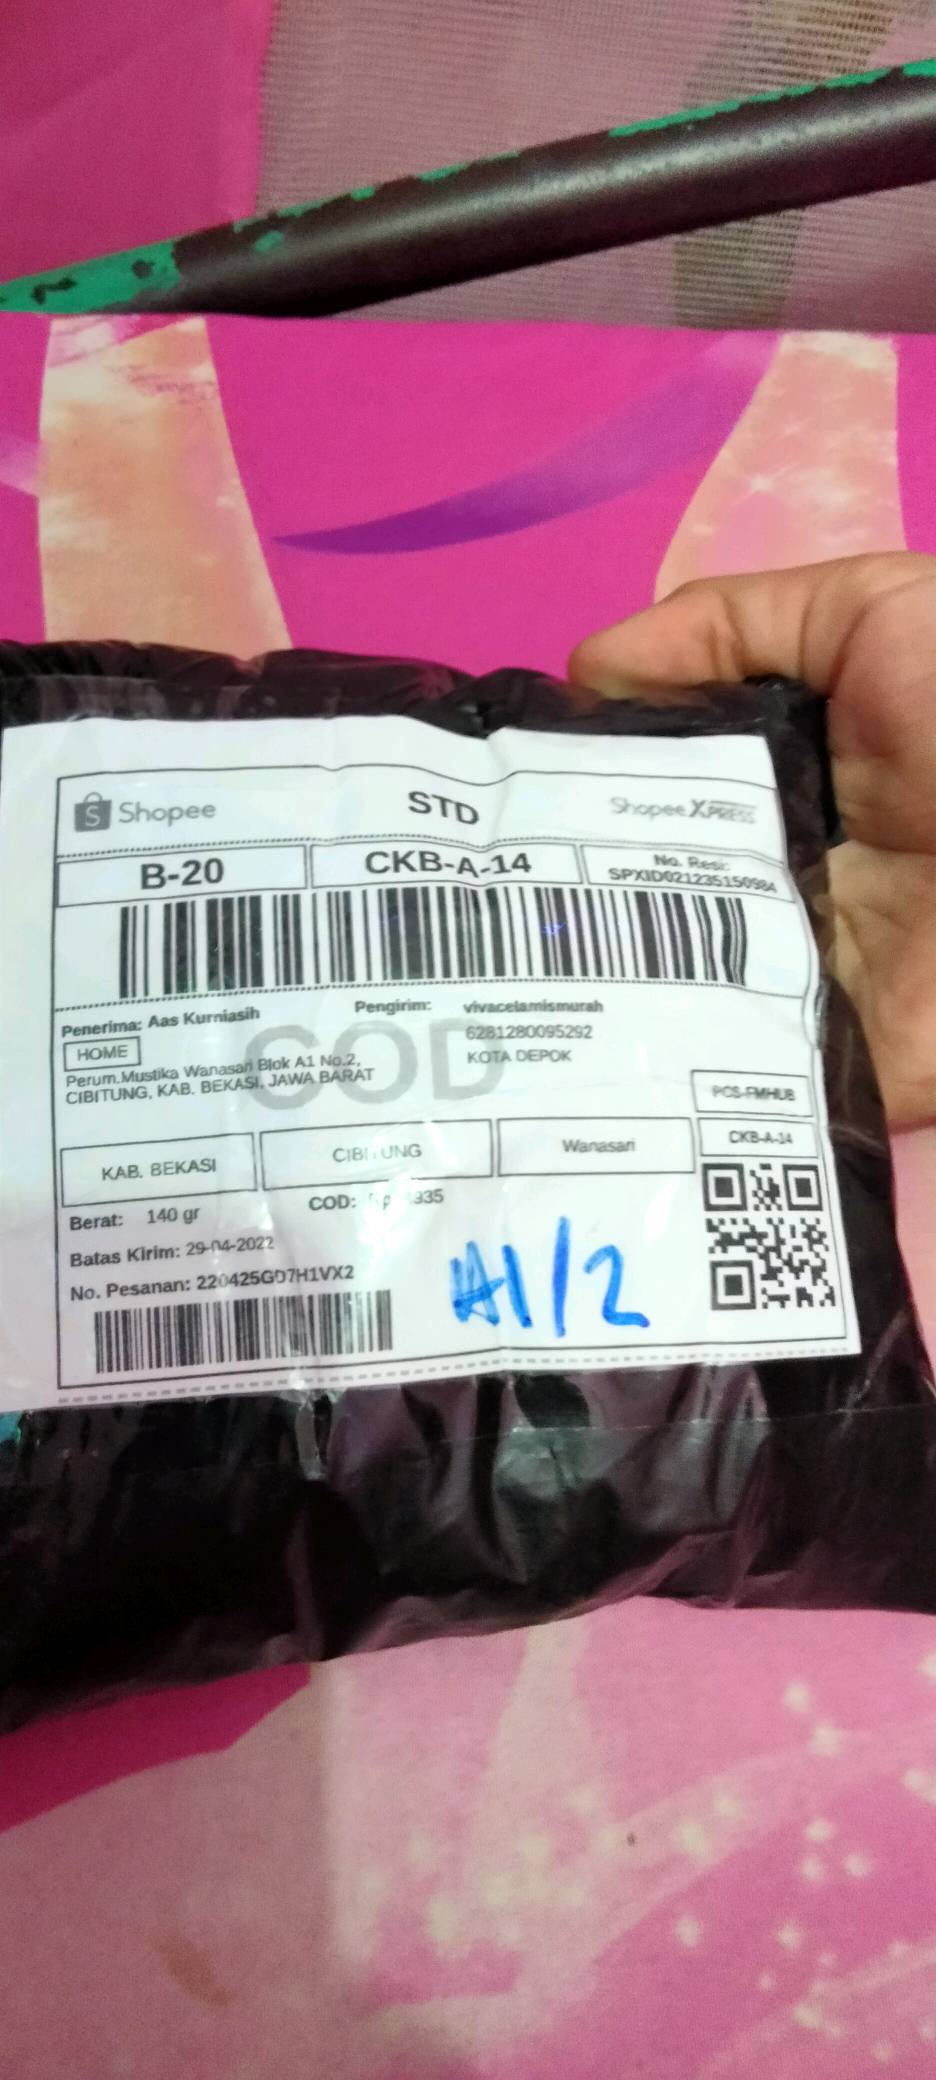 Shopee
STD
Shopee XPRESS
B-20
CKB-A-14
No. Resi:
SPXID021235150984
Penerima: Aas Kurniasih
Pengirim: vivacelamismurah
6281280095292
KOTA DEPOK
HOME
COD
Perum.Mustika Wanasari Blok A1 No.2,
CIBITUNG, KAB. BEKASI, JAWA BARAT
PCS-FMHUB
CKB-A-14
KAB. BEKASI
CIBITUNG
Wanasari
Berat: 140 gr
COD:
Batas Kirim: 29-04-2022
No. Pesanan: 220425GD7H1VX2
A1/2